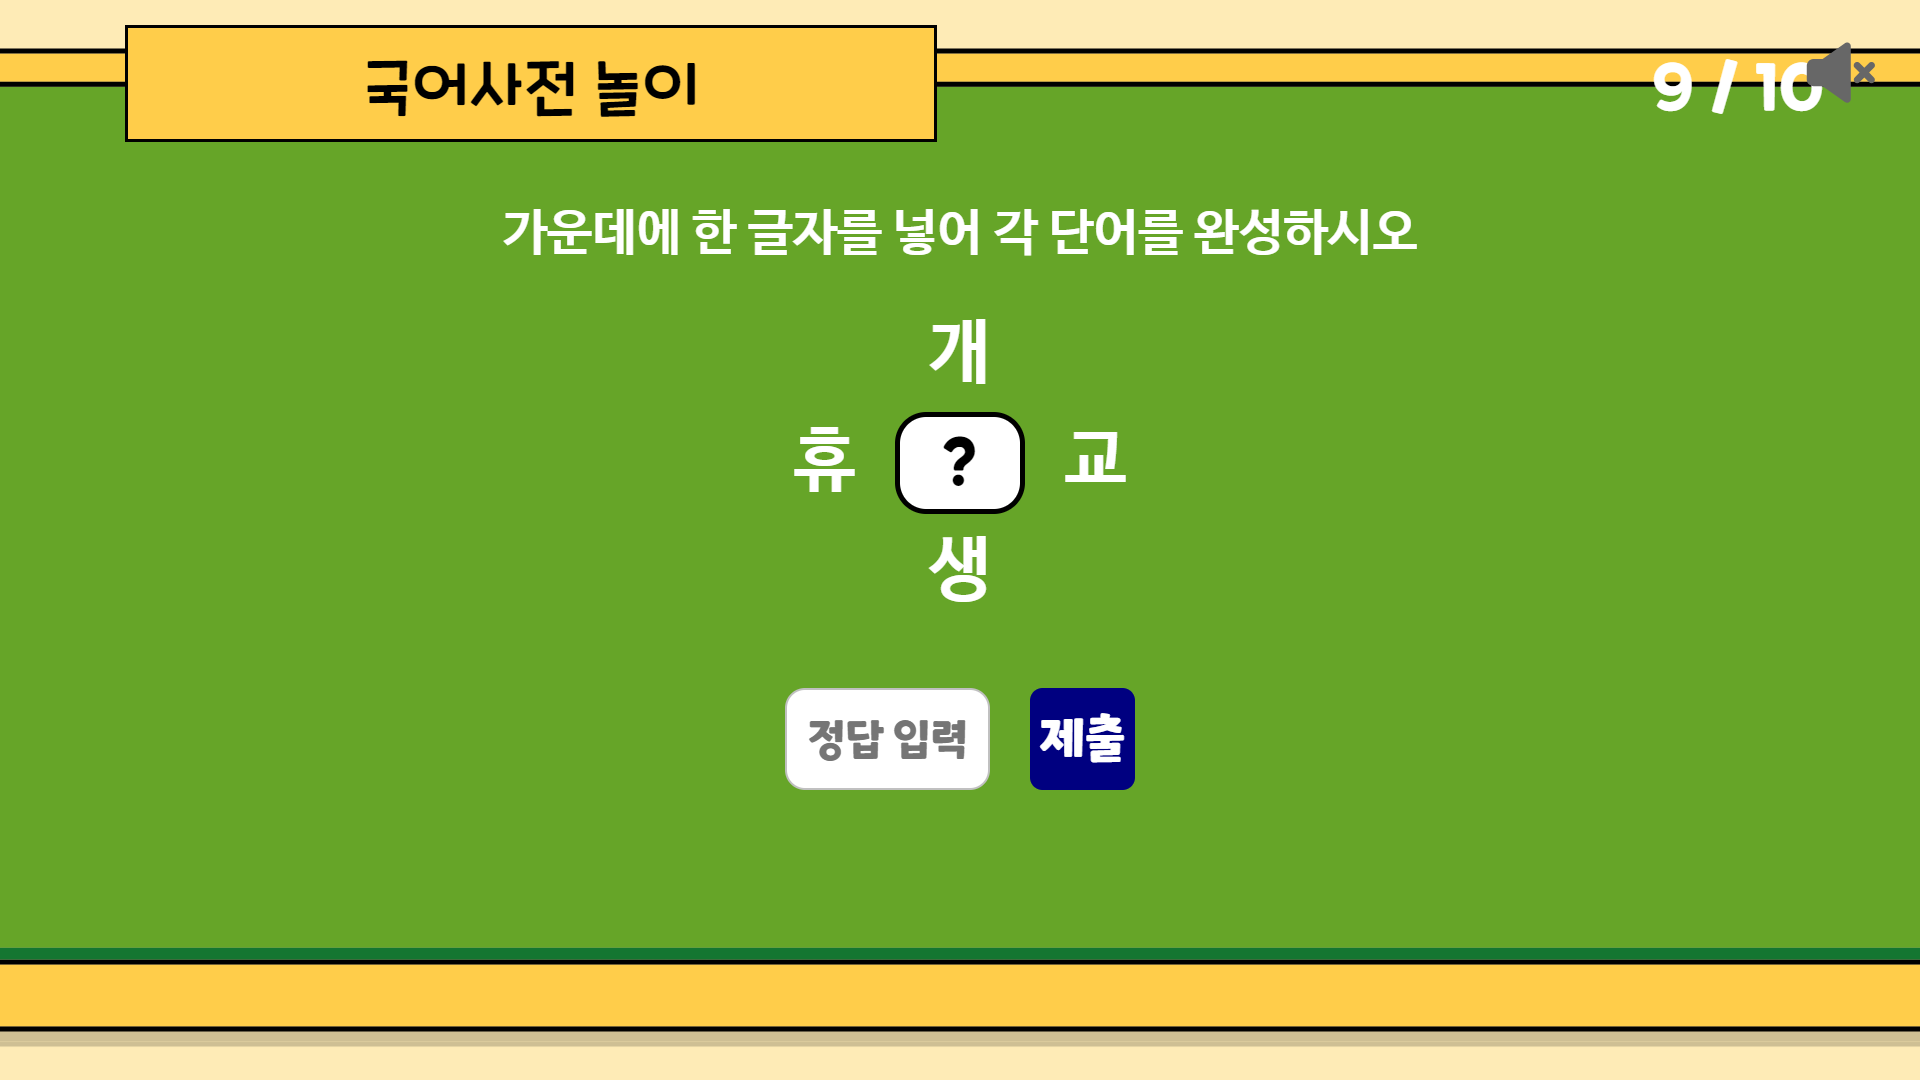 국어사전 놀이
9 / 10
가운데에 한 글자를 넣어 각 단어를 완성하시오
개
휴 ? 교
생
정답 입력 제출